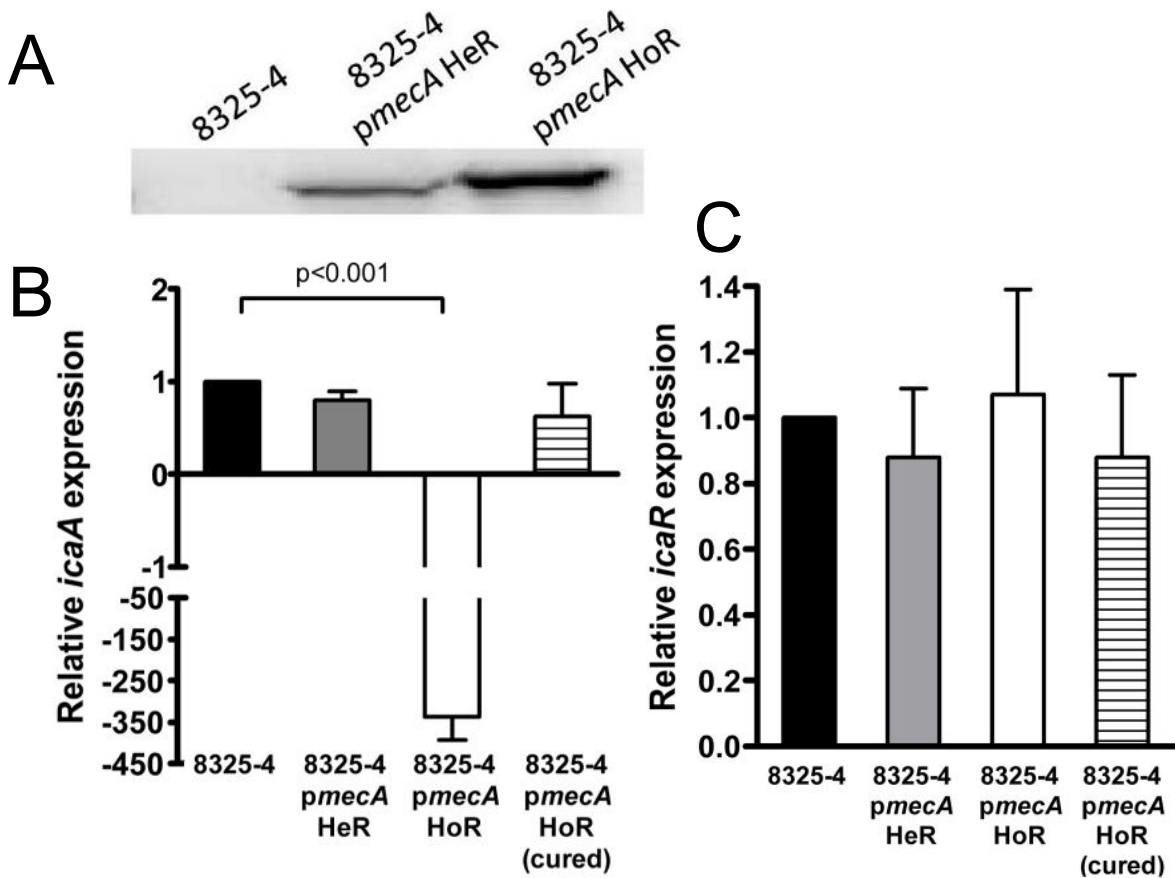 A
8325-4
8325-4
pmecA HeR
8325-4
pmecA HoR
B
p<0.001
Relative icaA expression
2
1
0
-1
-50
-150
-250
-350
-450
8325-4
8325-4
pmecA
HeR
8325-4
pmecA
HoR
8325-4
pmecA
HoR
(cured)
C
Relative icaR expression
1.4
1.2
1.0
0.8
0.6
0.4
0.2
0.0
8325-4
8325-4
pmecA
HeR
8325-4
pmecA
HoR
8325-4
pmecA
HoR
(cured)